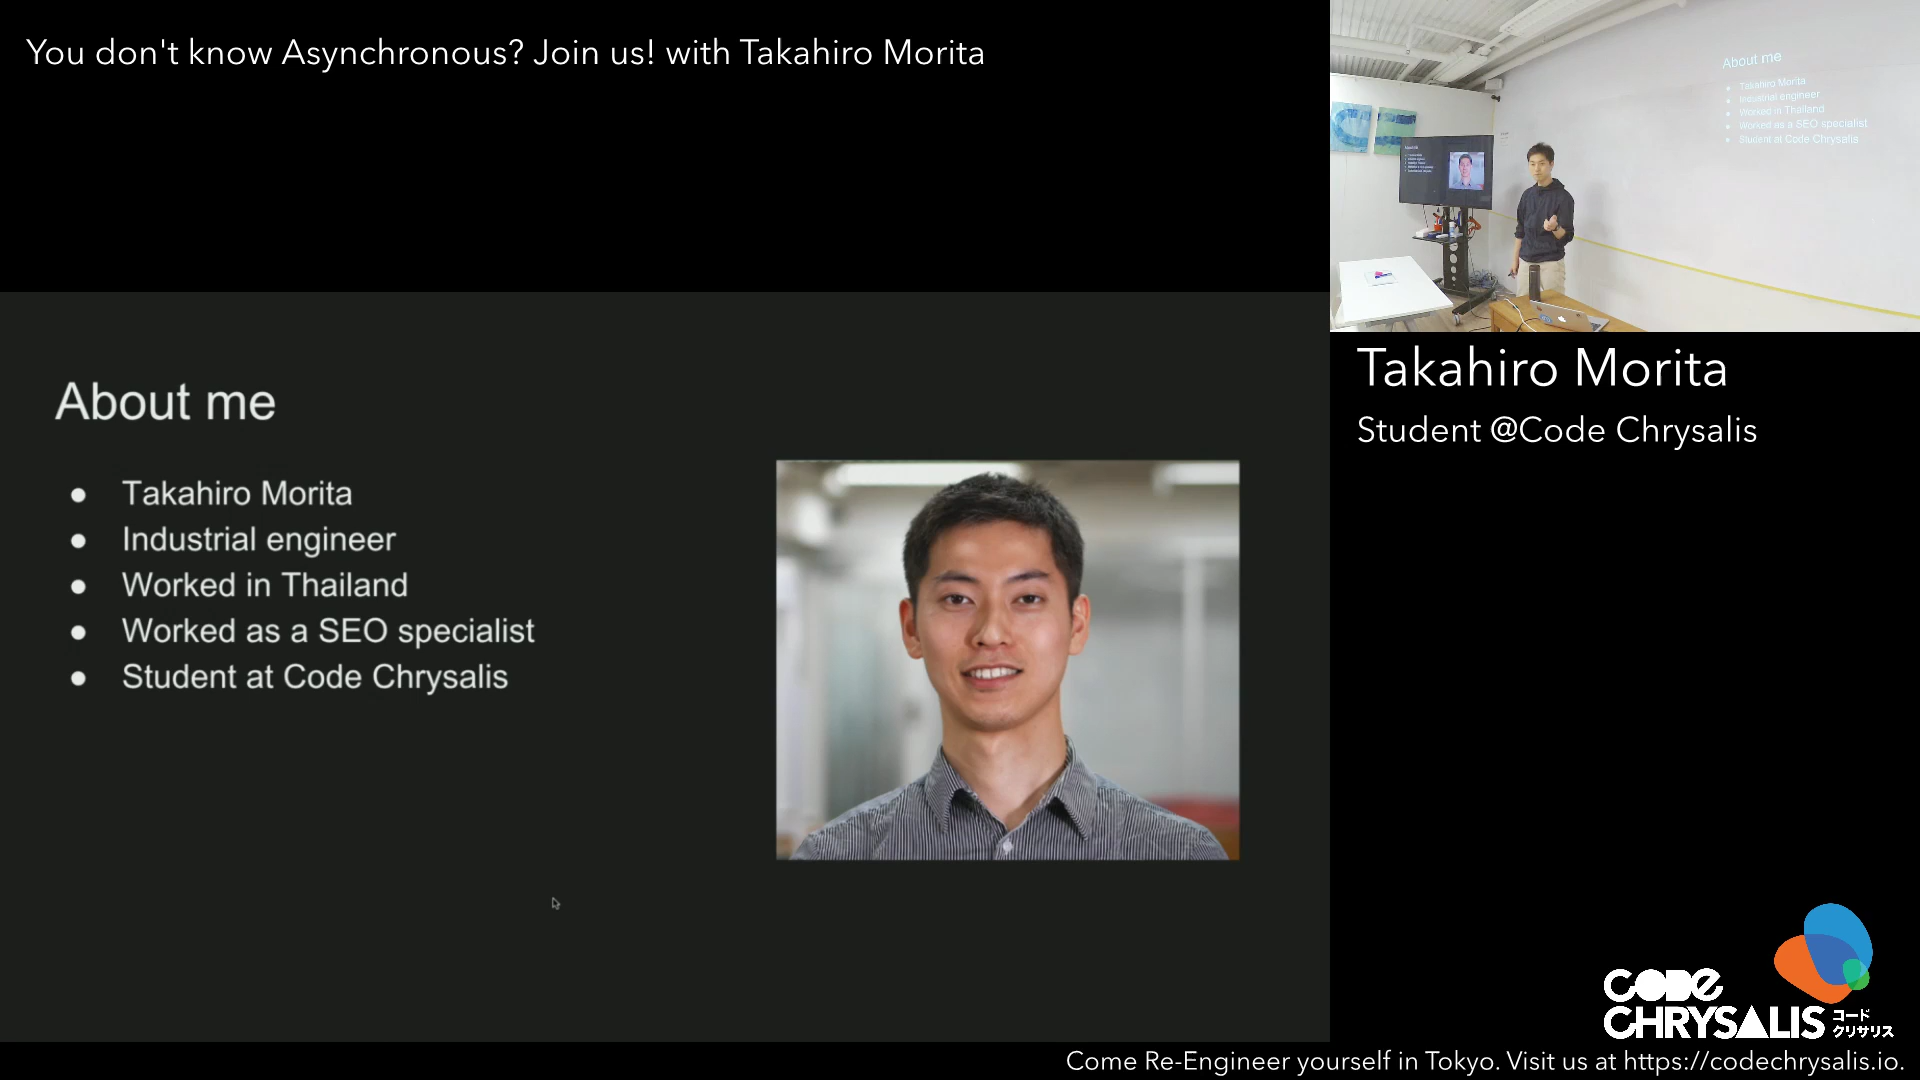 You don't know Asynchronous? Join us! with Takahiro Morita
About me
Takahiro Morita
Industrial engineer
Worked in Thailand
Worked as a SEO specialist
Student at Code Chrysalis
About me
Takahiro Morita
Industrial engineer
Worked in Thailand
Worked as a SEO specialist
Student at Code Chrysalis
Takahiro Morita
Student @Code Chrysalis
CODE
CHRYSALIS
コード
クリサリス
Come Re-Engineer yourself in Tokyo. Visit us at https://codechrysalis.io.